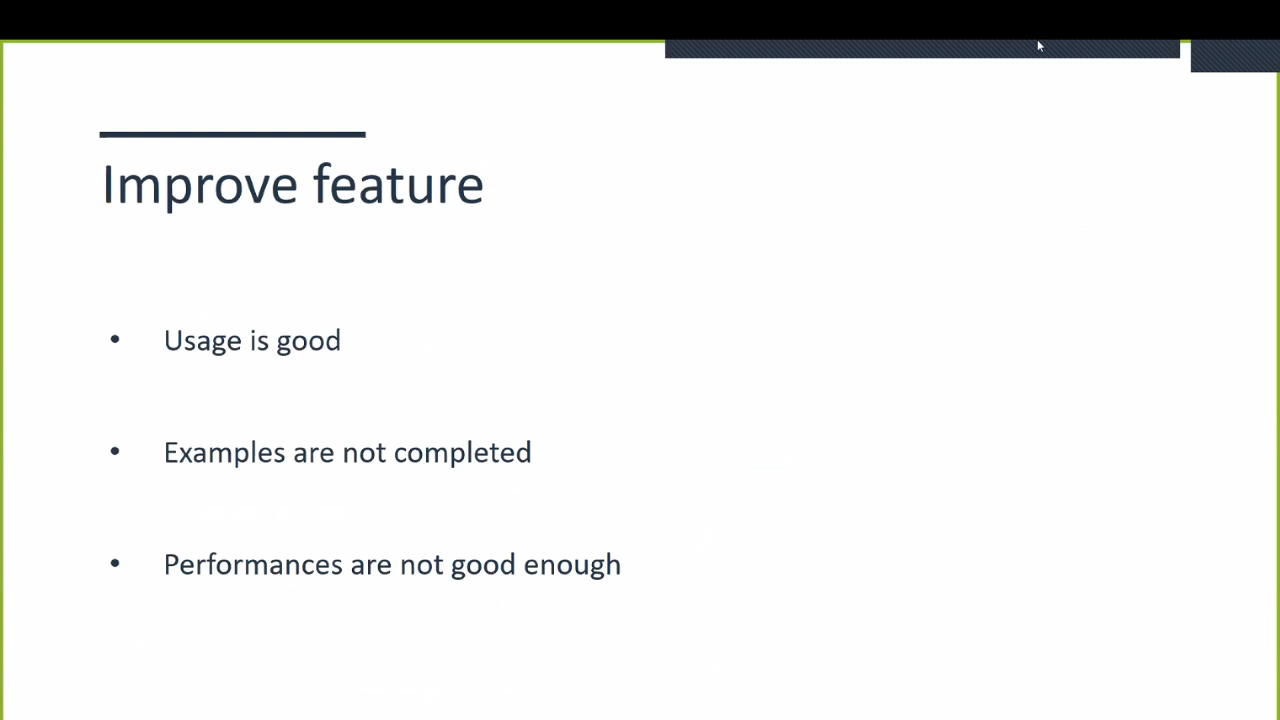 Improve feature
• Usage is good
• Examples are not completed
• Performances are not good enough